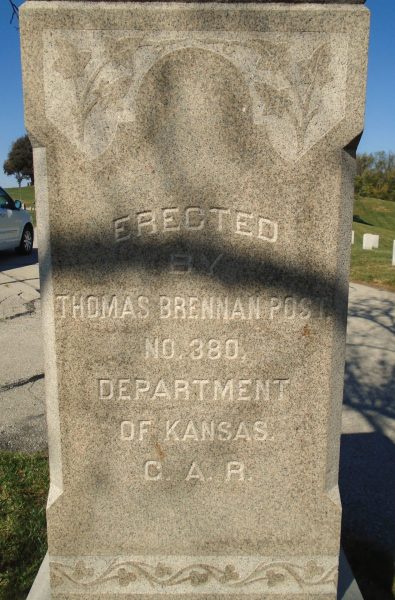 ERECTED
BY
THOMAS BRENNAN POST
NO. 380,
DEPARTMENT
OF KANSAS.
G. A. R.